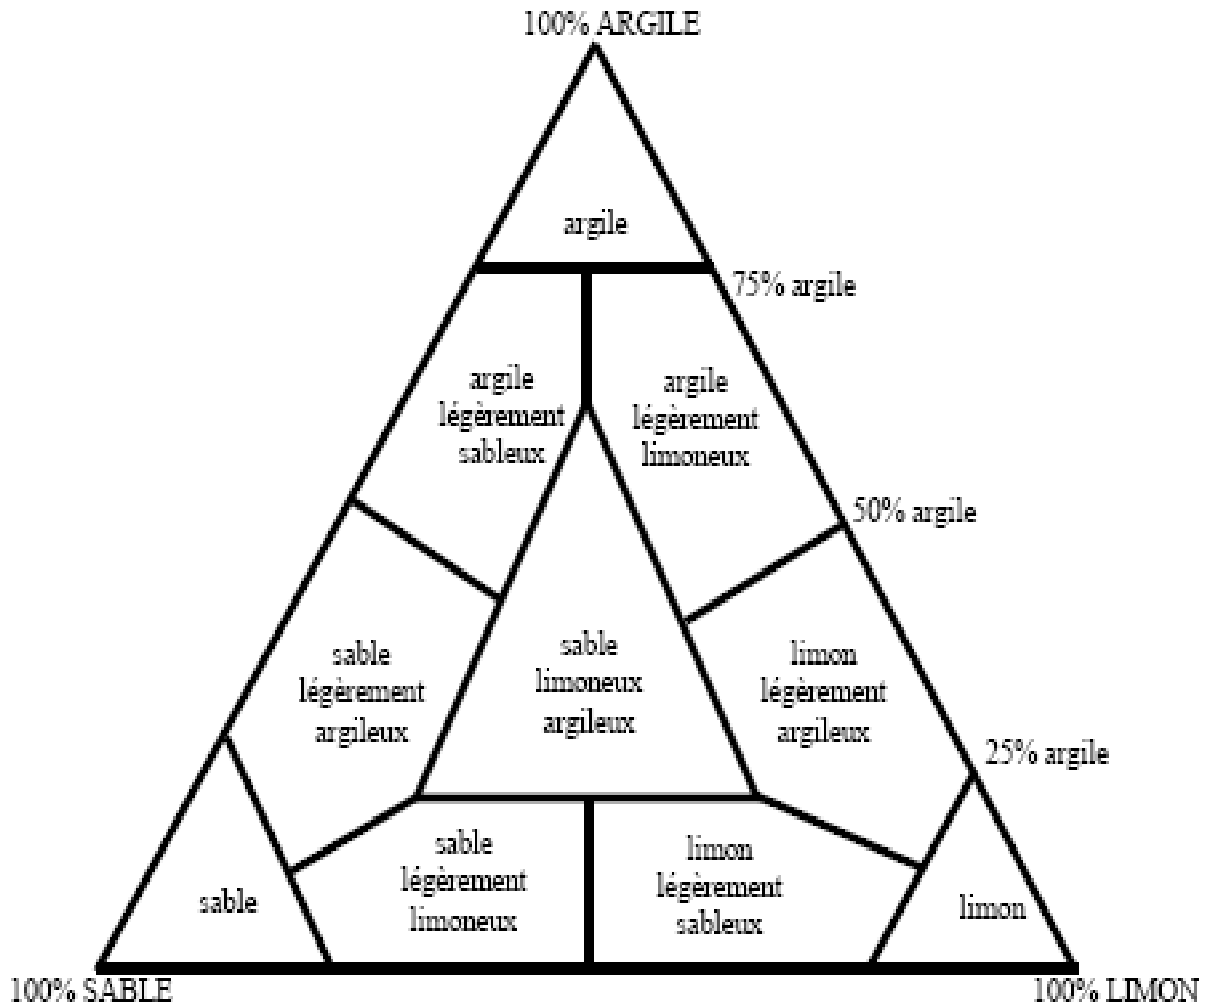 100% ARGILE
argile
75% argile
argile
légèrement
sableux
argile
légèrement
limoneux
50% argile
sable
légèrement
argileux
sable
limoneux
argileux
limon
légèrement
argileux
25% argile
sable
sable
légèrement
limoneux
limon
légèrement
sableux
limon
100% SABLE
100% LIMON